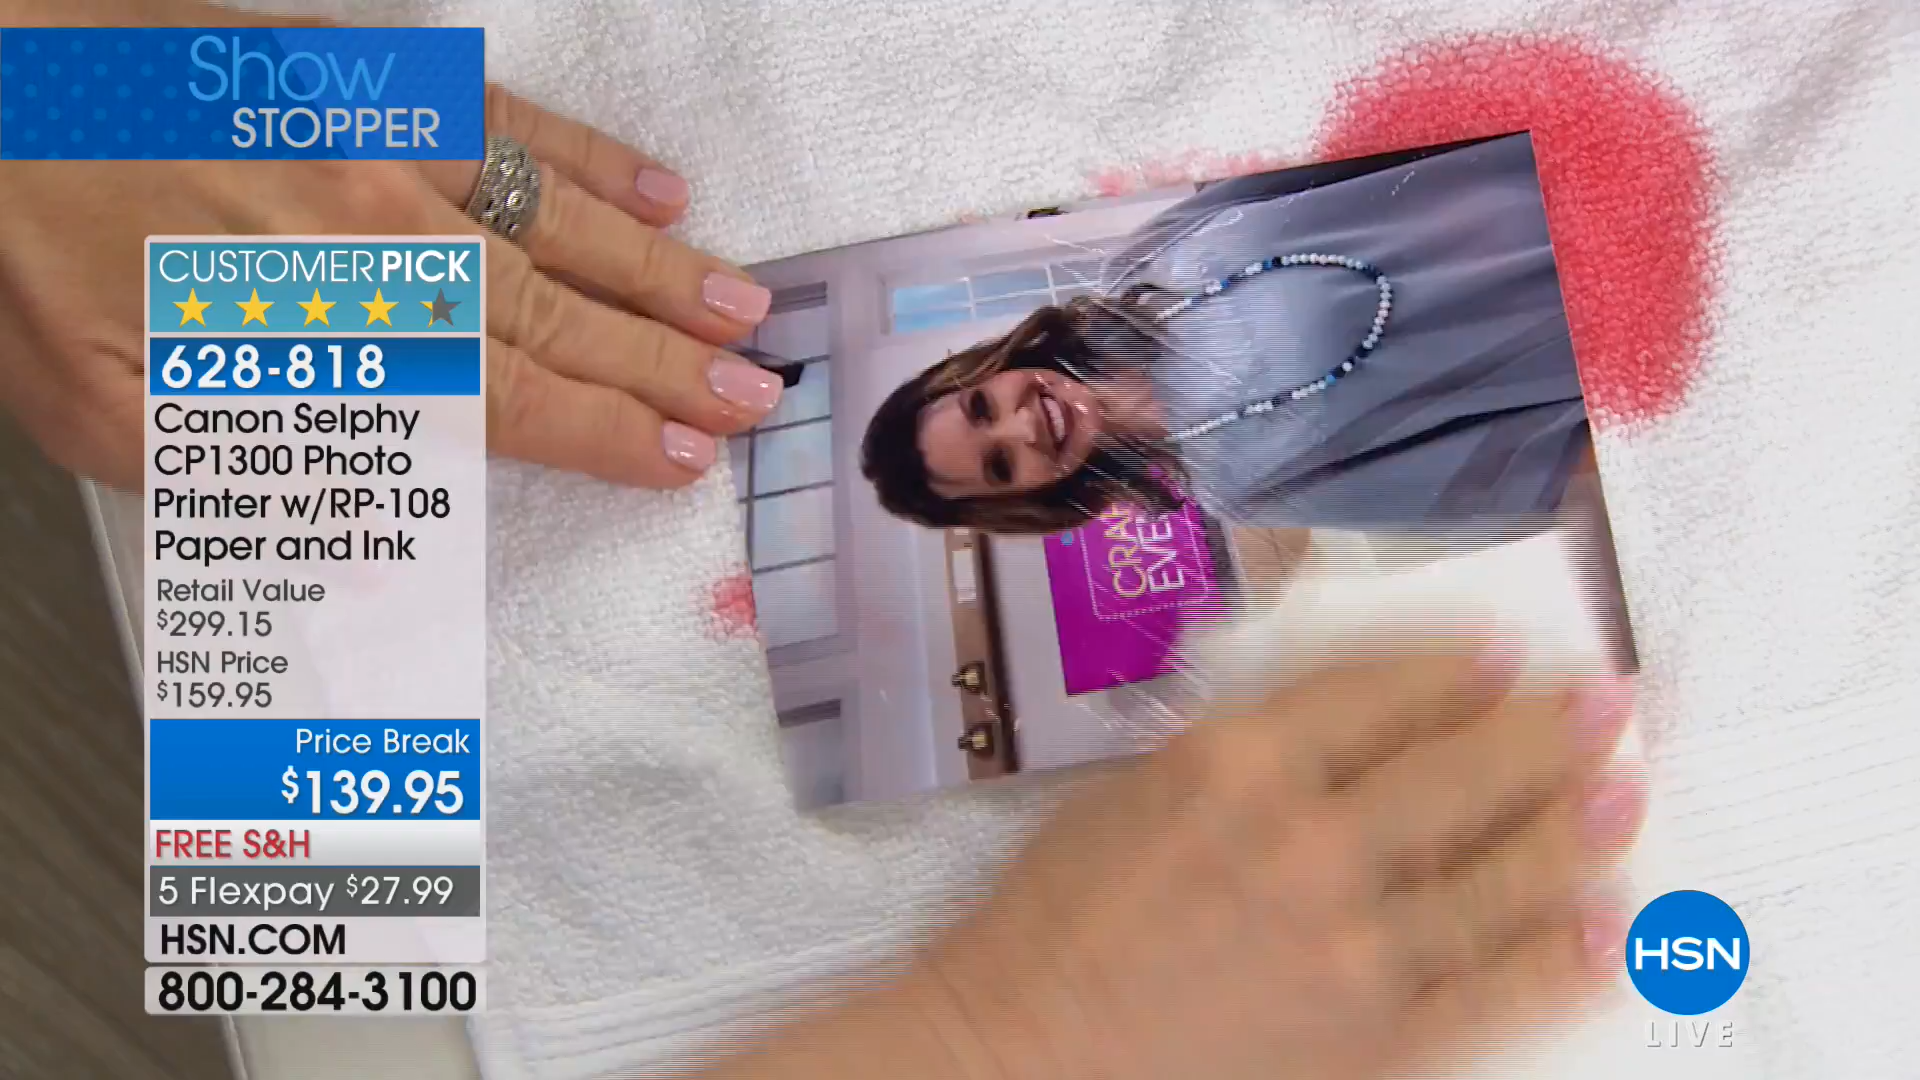 Show
STOPPER
CUSTOMERPICK
628-818
Canon Selphy
CP1300 Photo
Printer w/RP-108
Paper and Ink
Retail Value
$299.15
HSN Price
$159.95
Price Break
$139.95
FREE S&H
5 Flexpay $27.99
HSN.COM
800-284-3100
HSN
LIVE